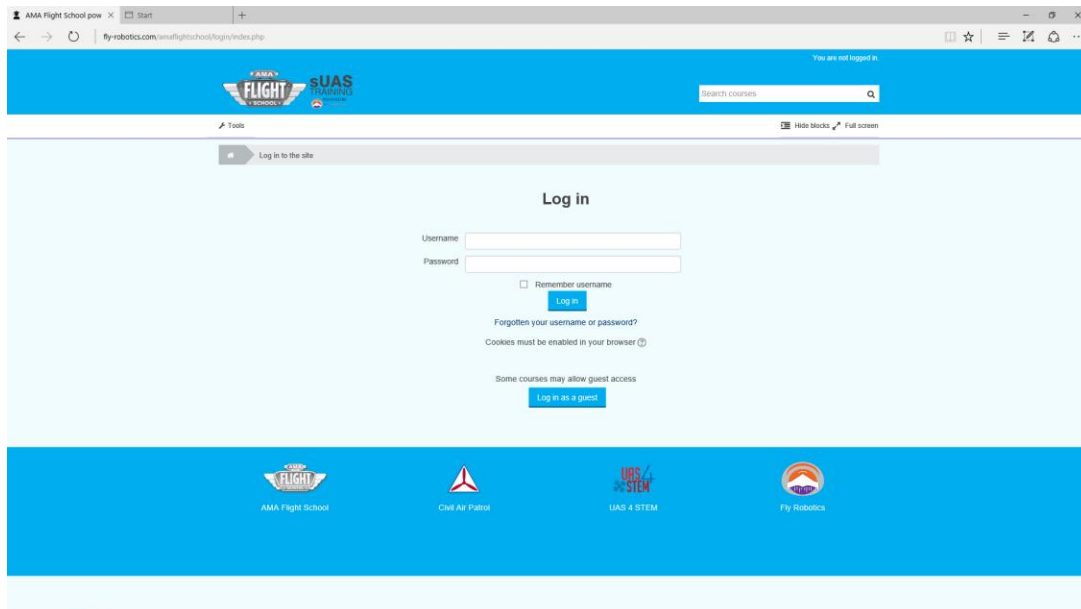 AMA Flight School pow
Start
fly-robotics.com/amaflightschool/login/index.php
You are not logged in.
AMA
FLIGHT
SCHOOL
sUAS
TRAINING
Search courses
Tools
Hide blocks Full screen
Log in to the site
Log in
Username
Password
Remember username
Log in
Forgotten your username or password?
Cookies must be enabled in your browser
Some courses may allow guest access
Log in as a guest
FLIGHT
UAS4
STEM
AMA Flight School
Civil Air Patrol
UAS 4 STEM
Fly Robotics